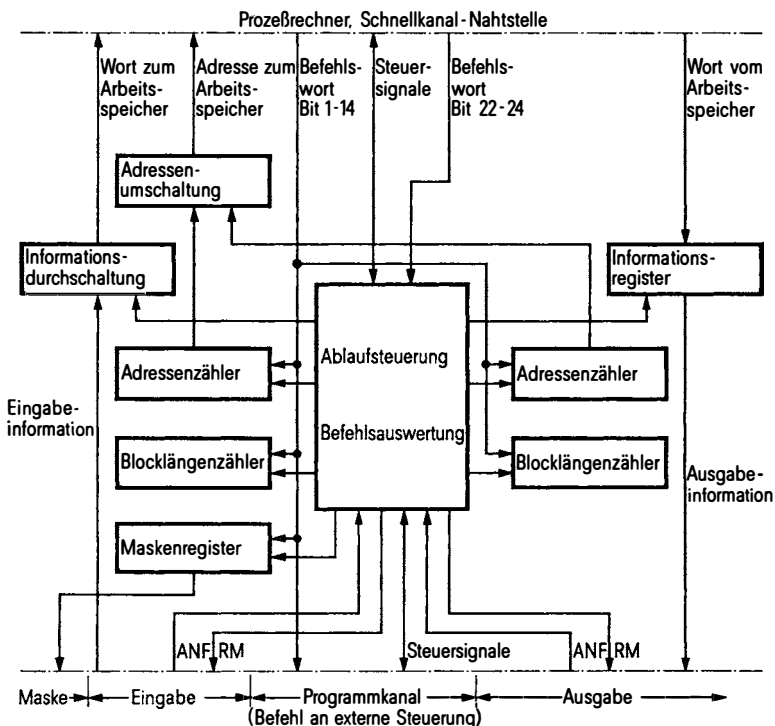 Prozeßrechner, Schnellkanal-Nahtstelle
Wort zum
Arbeits-
speicher
Adresse zum
Arbeits-
speicher
Befehls-
wort
Bit 1-14
Steuer-
signale
Befehls-
wort
Bit 22-24
Wort vom
Arbeits-
speicher
Adressen-
umschaltung
Informations-
durchschaltung
Informations-
register
Ablaufsteuerung
Befehlsauswertung
Adressenzähler
Adressenzähler
Eingabe-
information
Blocklängenzähler
Blocklängenzähler
Ausgabe-
information
Maskenregister
ANF
RM
Steuersignale
ANF
RM
Maske
Eingabe
Programmkanal
(Befehl an externe Steuerung)
Ausgabe